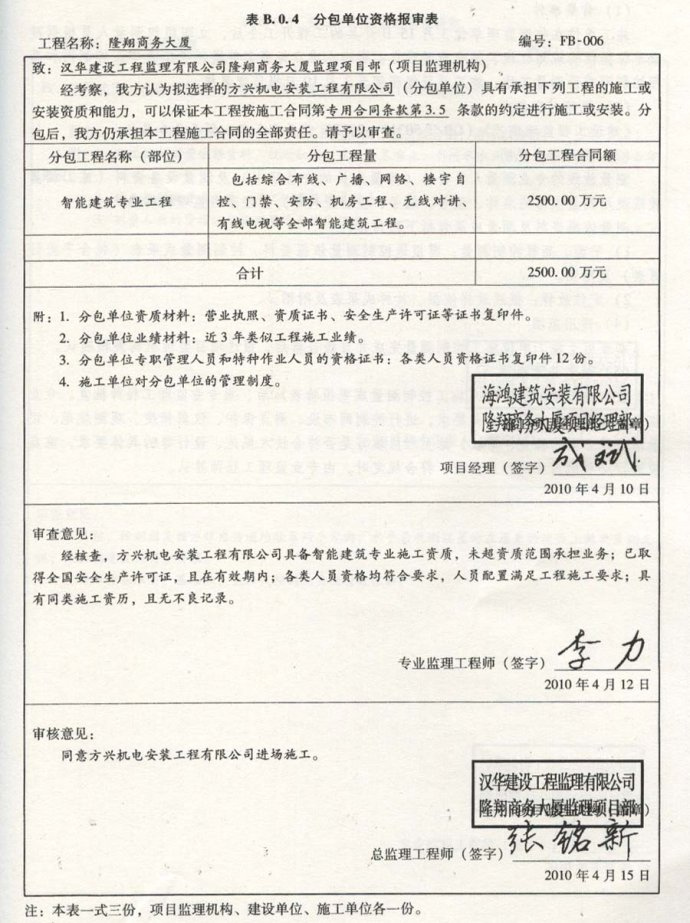 表 B.0.4 分包单位资格报审表
工程名称：隆翔商务大厦 编号：FB-006
致：汉华建设工程监理有限公司隆翔商务大厦监理项目部（项目监理机构）
经考察，我方认为拟选择的方兴机电安装工程有限公司（分包单位）具有承担下列工程的施工或
安装资质和能力，可以保证本工程按施工合同第专用合同条款第3.5 条款的约定进行施工或安装。分
包后，我方仍承担本工程施工合同的全部责任。请予以审查。
分包工程名称（部位） 分包工程量 分包工程合同额
包括综合布线、广播、网络、楼宇自
智能建筑专业工程 控、门禁、安防、机房工程、无线对讲、 2500.00 万元
有线电视等全部智能建筑工程。
合计 2500.00 万元
附：1. 分包单位资质材料：营业执照、资质证书、安全生产许可证等证书复印件。
2. 分包单位业绩材料：近3年类似工程施工业绩。
3. 分包单位专职管理人员和特种作业人员的资格证书：各类人员资格证书复印件12份。
4. 施工单位对分包单位的管理制度。
海鸿建筑安装有限公司
隆翔商务大厦项目经理部 章）
项目经理（签字）成斌
2010 年 4 月 10 日
审查意见：
经核查，方兴机电安装工程有限公司具备智能建筑专业施工资质，未超资质范围承担业务；已取
得全国安全生产许可证，且在有效期内；各类人员资格均符合要求，人员配置满足工程施工要求；具
有同类施工资历，且无不良记录。
专业监理工程师（签字）李力
2010 年 4 月 12 日
审核意见：
同意方兴机电安装工程有限公司进场施工。
汉华建设工程监理有限公司
隆翔商务大厦监理项目部 章）
总监理工程师（签字）张铭新
2010 年 4 月 15 日
注：本表一式三份，项目监理机构、建设单位、施工单位各一份。